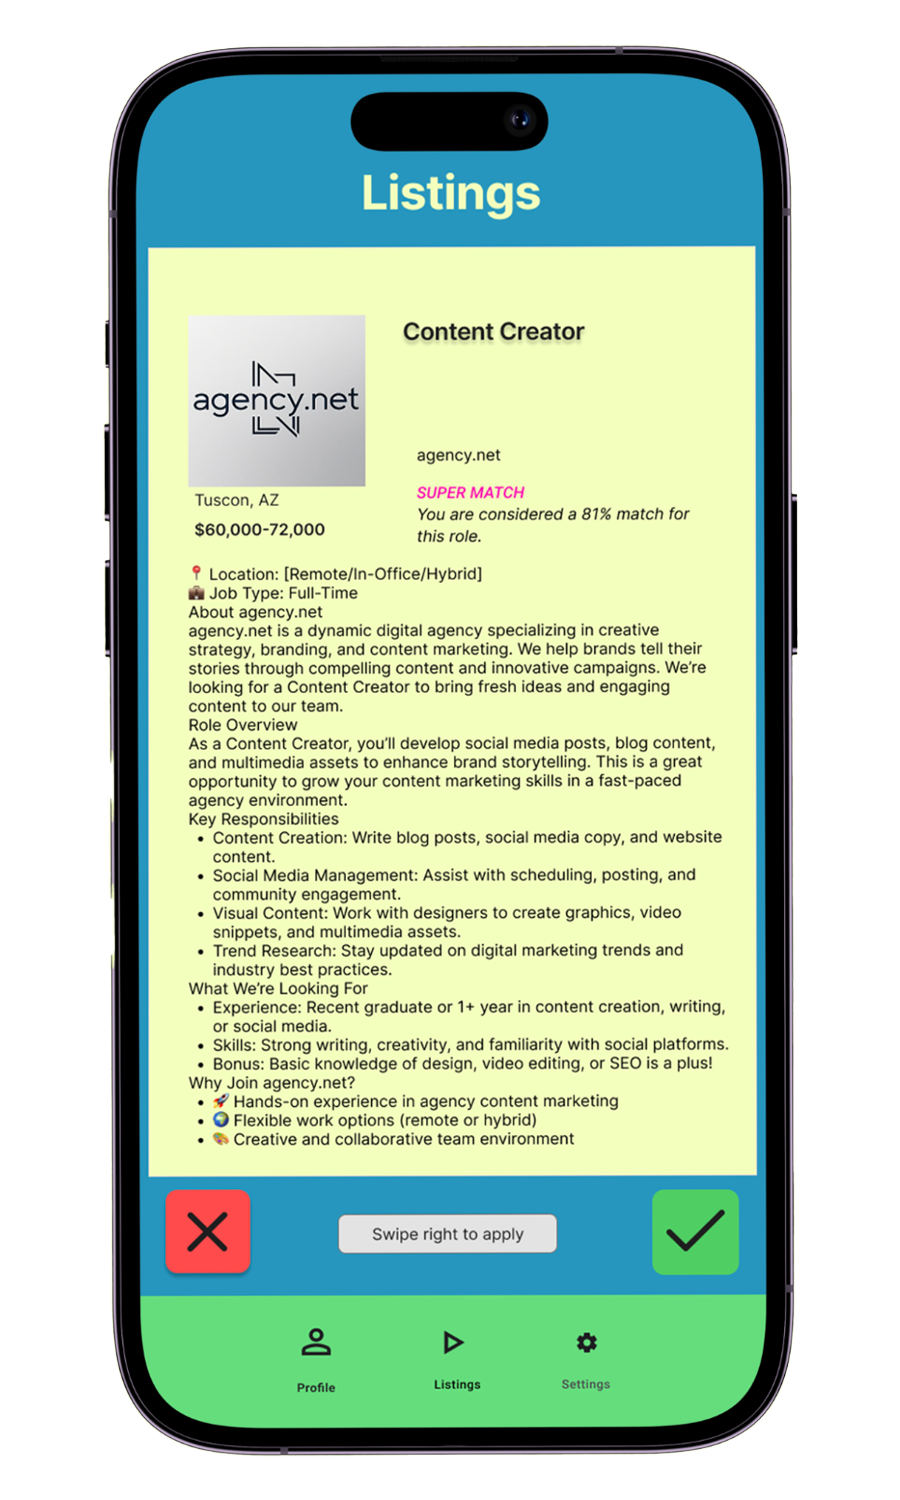 Listings
agency.net
Content Creator
agency.net
Tuscon, AZ
$60,000-72,000
SUPER MATCH
You are considered a 81% match for
this role.
📍 Location: [Remote/In-Office/Hybrid]
💼 Job Type: Full-Time
About agency.net
agency.net is a dynamic digital agency specializing in creative
strategy, branding, and content marketing. We help brands tell their
stories through compelling content and innovative campaigns. We’re
looking for a Content Creator to bring fresh ideas and engaging
content to our team.
Role Overview
As a Content Creator, you’ll develop social media posts, blog content,
and multimedia assets to enhance brand storytelling. This is a great
opportunity to grow your content marketing skills in a fast-paced
agency environment.
Key Responsibilities
• Content Creation: Write blog posts, social media copy, and website
content.
• Social Media Management: Assist with scheduling, posting, and
community engagement.
• Visual Content: Work with designers to create graphics, video
snippets, and multimedia assets.
• Trend Research: Stay updated on digital marketing trends and
industry best practices.
What We’re Looking For
• Experience: Recent graduate or 1+ year in content creation, writing,
or social media.
• Skills: Strong writing, creativity, and familiarity with social platforms.
• Bonus: Basic knowledge of design, video editing, or SEO is a plus!
Why Join agency.net?
• 🚀 Hands-on experience in agency content marketing
• 🌍 Flexible work options (remote or hybrid)
• 🎨 Creative and collaborative team environment
Swipe right to apply
Profile
Listings
Settings